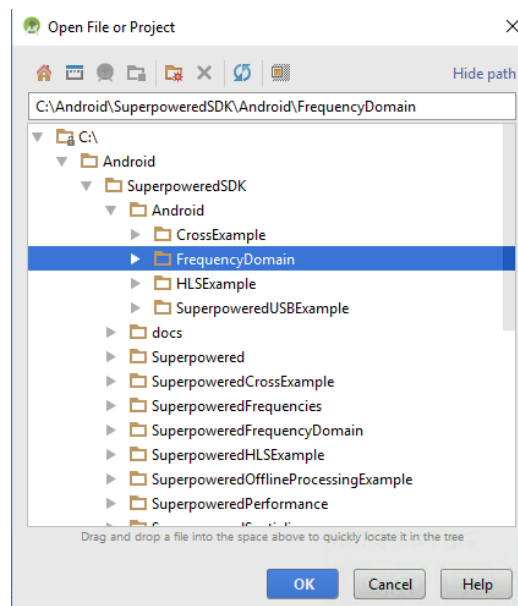 Open File or Project
Hide path
C:\Android\SuperpoweredSDK\Android\FrequencyDomain
C:\
Android
SuperpoweredSDK
Android
CrossExample
FrequencyDomain
HLSExample
SuperpoweredUSBExample
docs
Superpowered
SuperpoweredCrossExample
SuperpoweredFrequencies
SuperpoweredFrequencyDomain
SuperpoweredHLSExample
SuperpoweredOfflineProcessingExample
SuperpoweredPerformance
Drag and drop a file into the space above to quickly locate it in the tree
OK Cancel Help